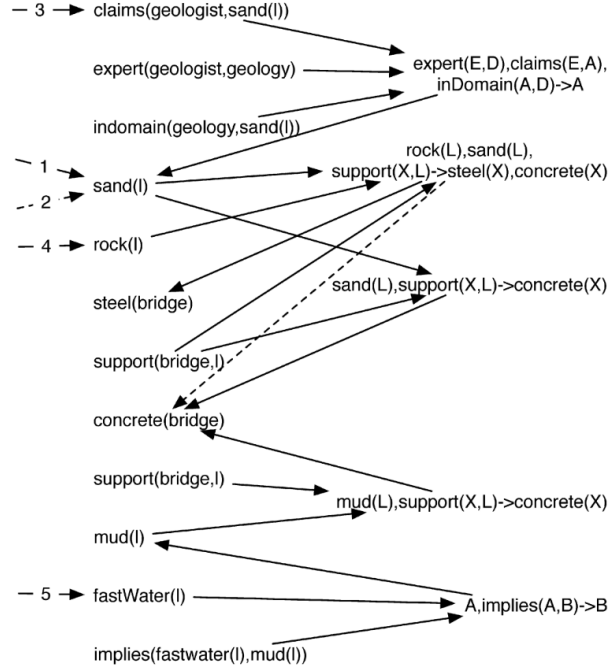 3 claims(geologist,sand(l))
expert(geologist,geology)
expert(E,D),claims(E,A),
inDomain(A,D)->A
indomain(geology,sand(l))
rock(L),sand(L),
support(X,L)->steel(X),concrete(X)
1
sand(l)
2
4 rock(l)
sand(L),support(X,L)->concrete(X)
steel(bridge)
support(bridge,l)
concrete(bridge)
support(bridge,l)
mud(L),support(X,L)->concrete(X)
mud(l)
5 fastWater(l)
A,implies(A,B)->B
implies(fastwater(l),mud(l))